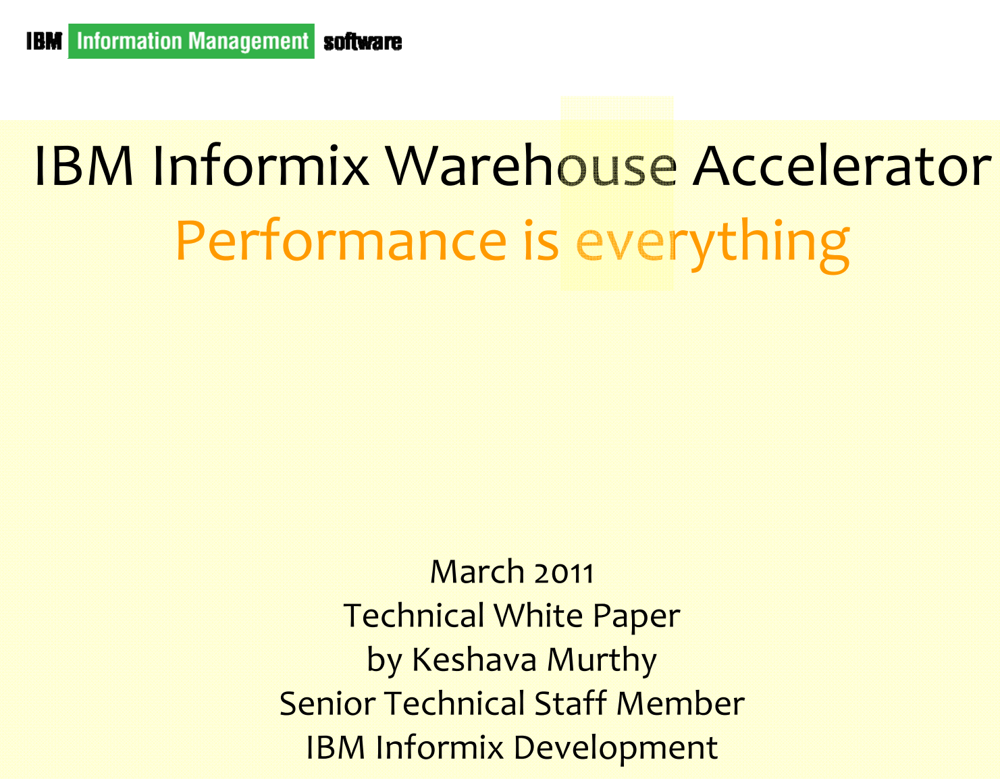 IBM Information Management software
IBM Informix Warehouse Accelerator
Performance is everything
March 2011
Technical White Paper
by Keshava Murthy
Senior Technical Staff Member
IBM Informix Development